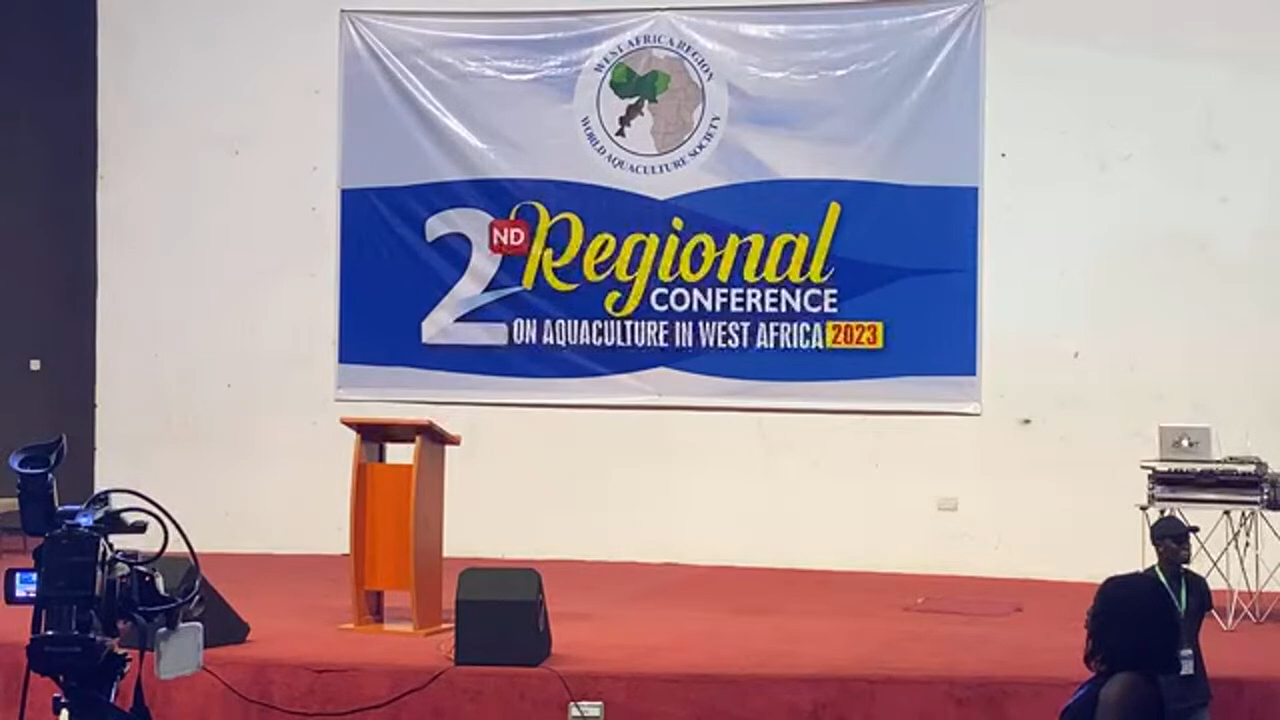 WEST AFRICA REGION
WORLD AQUACULTURE SOCIETY
2ND Regional
CONFERENCE
ON AQUACULTURE IN WEST AFRICA 2023